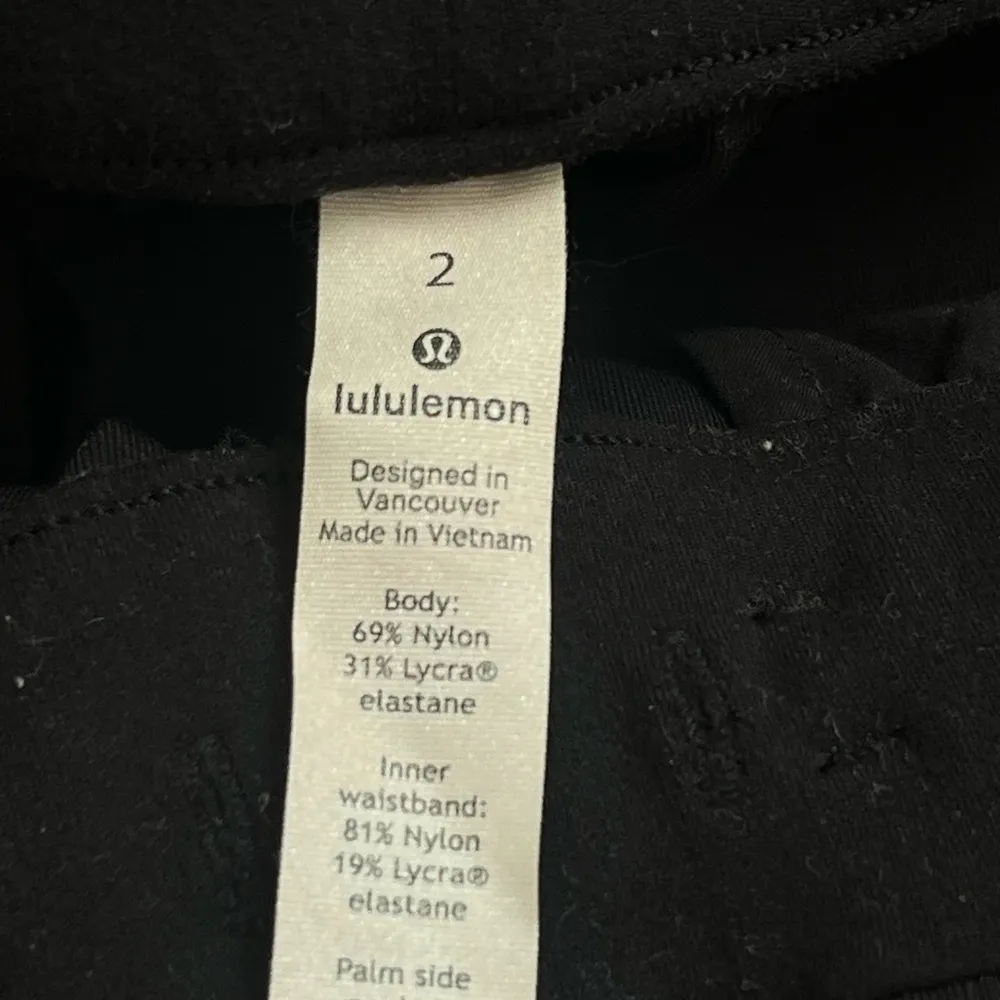 2
lululemon
Designed in
Vancouver
Made in Vietnam
Body:
69% Nylon
31% Lycra®
elastane
Inner
waistband:
81% Nylon
19% Lycra®
elastane
Palm side